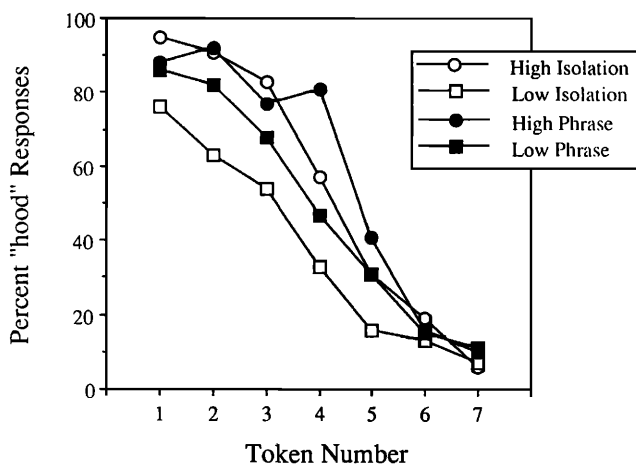 100
80
60
40
20
0
Percent "hood" Responses
1 2 3 4 5 6 7
Token Number
High Isolation
Low Isolation
High Phrase
Low Phrase